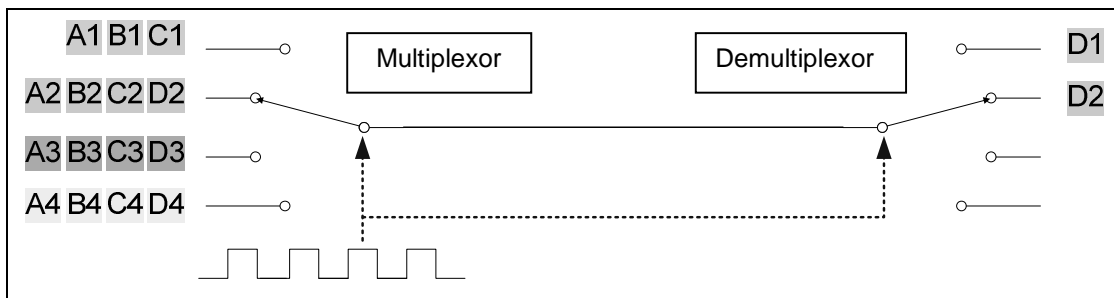 A1 B1 C1
Multiplexor
Demultiplexor
D1
A2 B2 C2 D2
D2
A3 B3 C3 D3
A4 B4 C4 D4